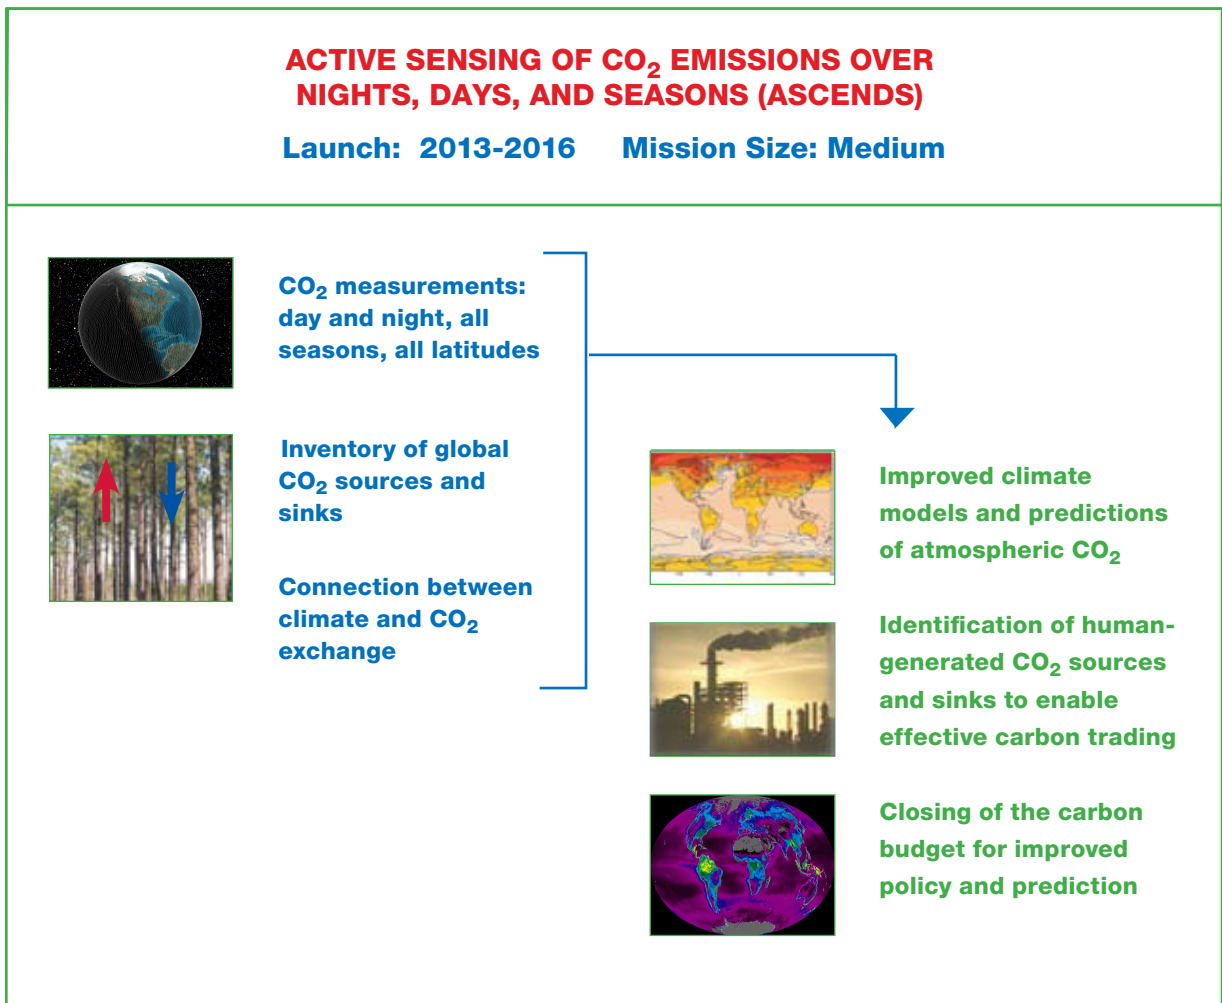 ACTIVE SENSING OF CO₂ EMISSIONS OVER
NIGHTS, DAYS, AND SEASONS (ASCENDS)
Launch: 2013-2016 Mission Size: Medium
CO₂ measurements:
day and night, all
seasons, all latitudes
Inventory of global
CO₂ sources and
sinks
Connection between
climate and CO₂
exchange
Improved climate
models and predictions
of atmospheric CO₂
Identification of human-
generated CO₂ sources
and sinks to enable
effective carbon trading
Closing of the carbon
budget for improved
policy and prediction